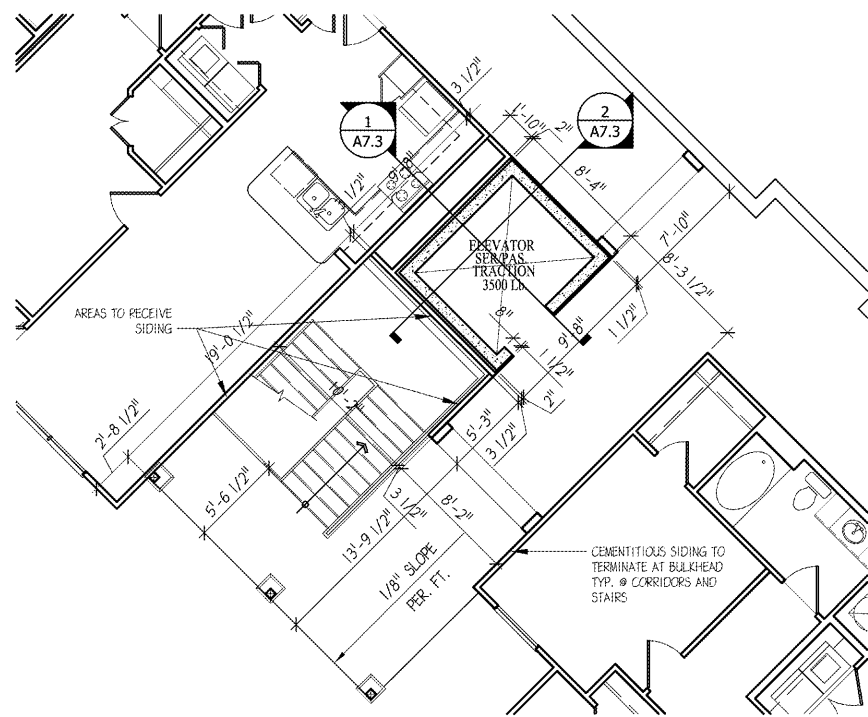 3 1/2"
1
A7.3
1'-10"
2"
2
A7.3
8'-4"
7'-10"
8'-3 1/2"
1/2"
ELEVATOR
SER/PAS.
TRACTION
3500 Lb.
8"
9'-8"
1 1/2"
1 1/2"
2"
AREAS TO RECEIVE
SIDING
19'-0 1/2"
2'-8 1/2"
5'-6 1/2"
5'-3"
3 1/2"
3 1/2"
8'-2"
13'-9 1/2"
1/8" SLOPE
PER. FT.
CEMENTITIOUS SIDING TO
TERMINATE AT BULKHEAD
TYP. @ CORRIDORS AND
STAIRS